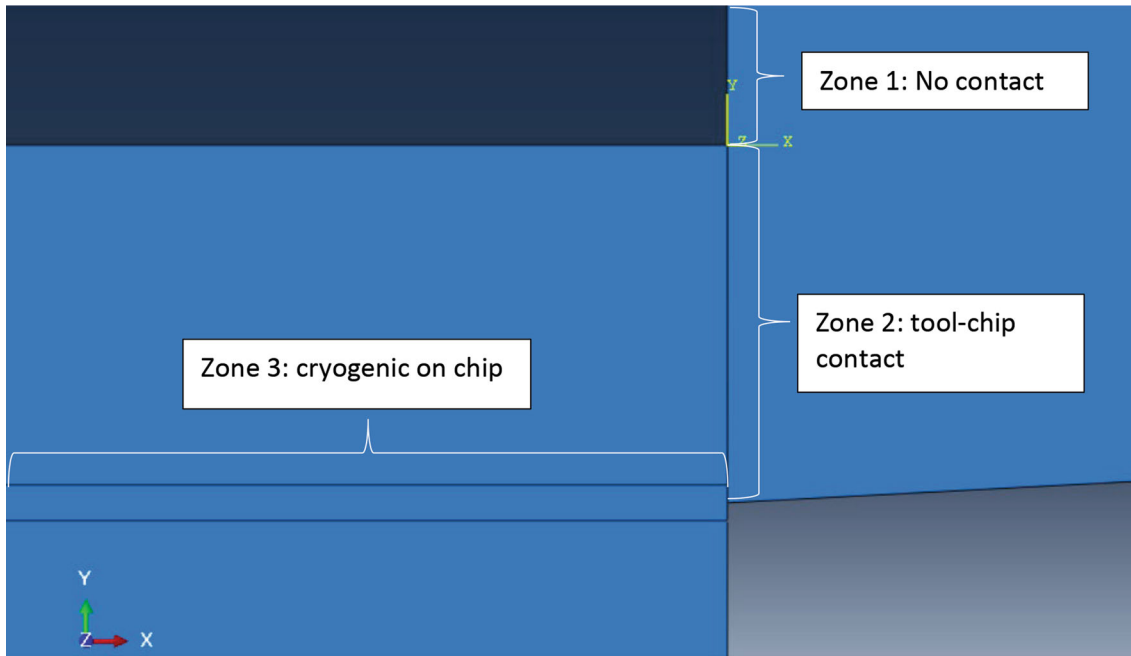 Zone 1: No contact
Y
Z X
Zone 2: tool-chip
contact
Zone 3: cryogenic on chip
Y
Z X